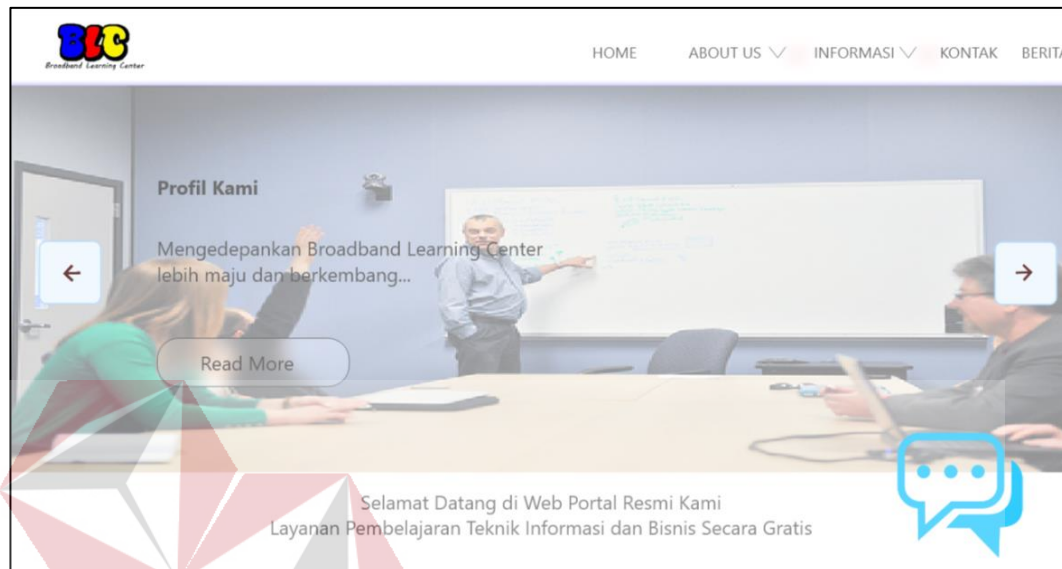 BLC
Broadband Learning Center
HOME ABOUT US INFORMASI KONTAK BERITA
Profil Kami
Mengedepankan Broadband Learning Center
lebih maju dan berkembang...
Read More
Selamat Datang di Web Portal Resmi Kami
Layanan Pembelajaran Teknik Informasi dan Bisnis Secara Gratis